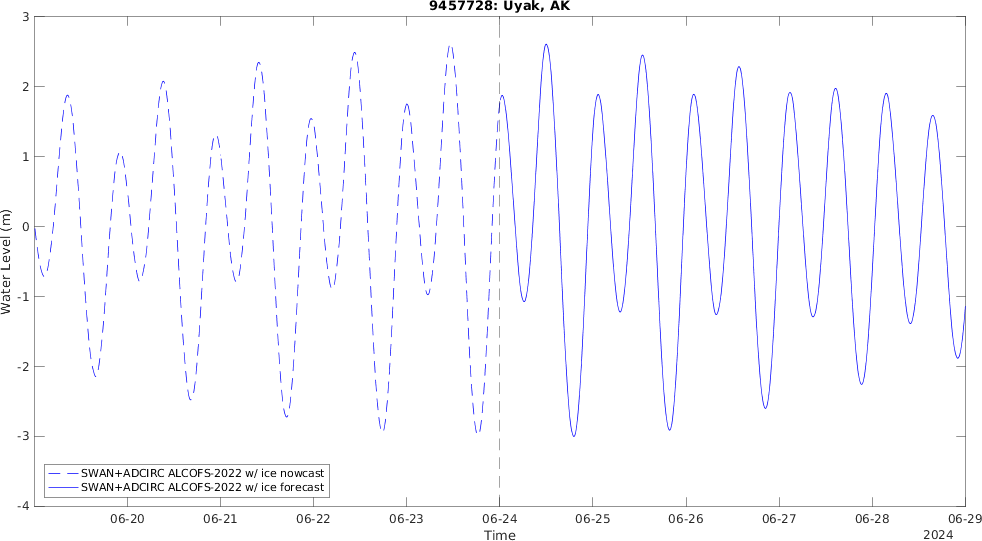 9457728: Uyak, AK
3
2
1
0
-1
-2
-3
-4
Water Level (m)
SWAN+ADCIRC ALCOFS-2022 w/ ice nowcast
SWAN+ADCIRC ALCOFS-2022 w/ ice forecast
06-20 06-21 06-22 06-23 06-24 06-25 06-26 06-27 06-28 06-29
Time
2024